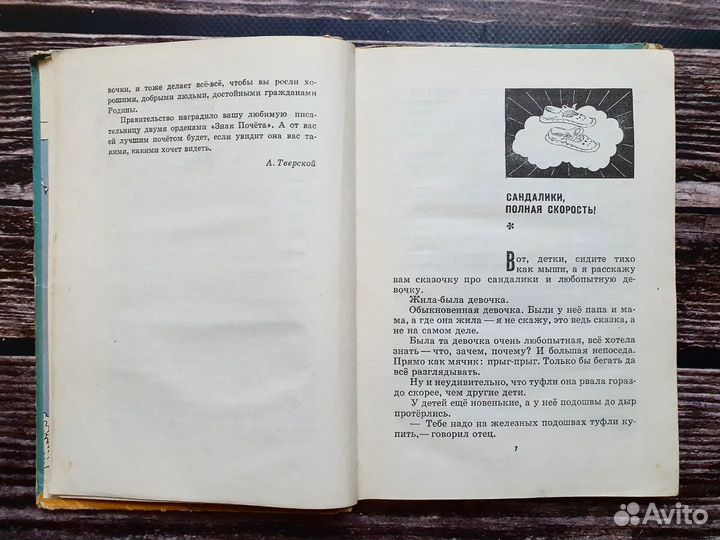 вочки, и тоже делает всё-всё, чтобы вы росли хо-
рошими, добрыми людьми, достойными гражданами
Родины.
Правительство наградило вашу любимую писа-
тельницу двумя орденами «Знак Почёта». А от вас
ей лучшим почётом будет, если увидит она вас та-
кими, какими хочет видеть.
А. Тверской
САНДАЛИКИ,
ПОЛНАЯ СКОРОСТЬ!
Вот, детки, сидите тихо
как мыши, а я расскажу
вам сказочку про сандалики и любопытную де-
вочку.
Жила-была девочка.
Обыкновенная девочка. Были у неё папа и ма-
ма, а где она жила — я не скажу, это ведь сказка, а
не на самом деле.
Была та девочка очень любопытная, всё хотела
знать — что, зачем, почему? И большая непоседа.
Прямо как мячик: прыг-прыг. Только бы бегать да
всё разглядывать.
Ну и неудивительно, что туфли она рвала гораз-
до скорее, чем другие дети.
У детей ещё новенькие, а у неё подошвы до дыр
протёрлись.
— Тебе надо на железных подошвах туфли ку-
пить,— говорил отец.
7
Avito